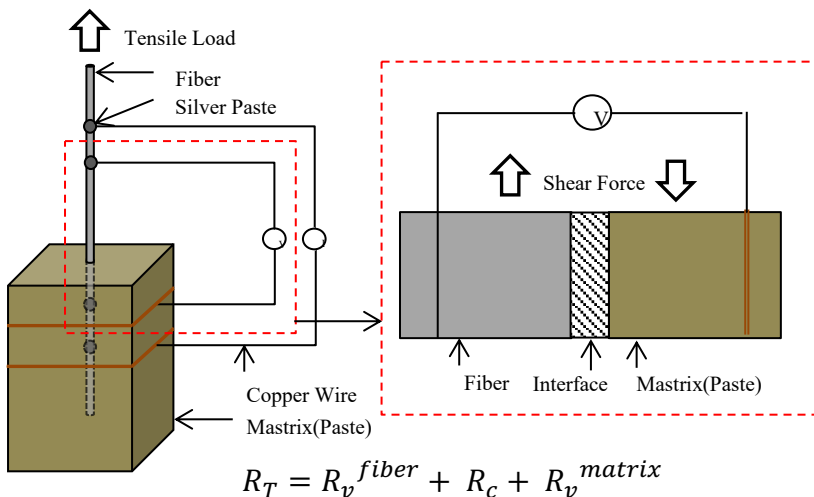 Tensile Load
Fiber
Silver Paste
Copper Wire
Mastrix(Paste)
V
Shear Force
Fiber
Interface
Mastrix(Paste)
R_T = R_v^{fiber} + R_c + R_v^{matrix}